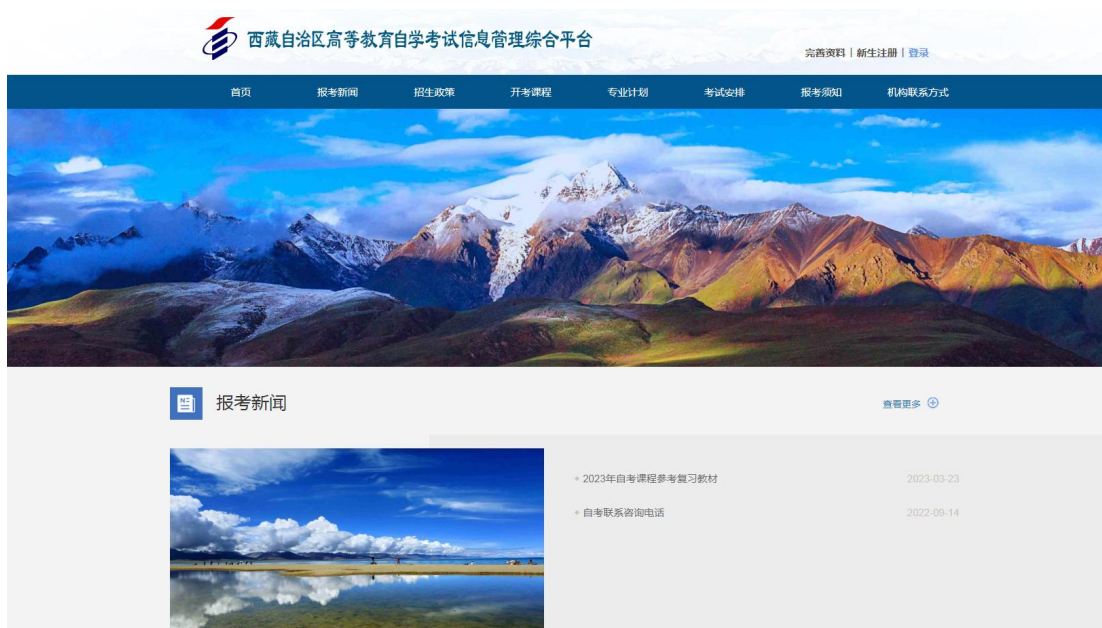 西藏自治区高等教育自学考试信息管理综合平台
完善资料 | 新生注册 | 登录
首页 报考新闻 招生政策 开考课程 专业计划 考试安排 报考须知 机构联系方式
报考新闻
查看更多
2023年自考课程参考复习教材 2023-03-23
自考联系咨询电话 2022-09-14